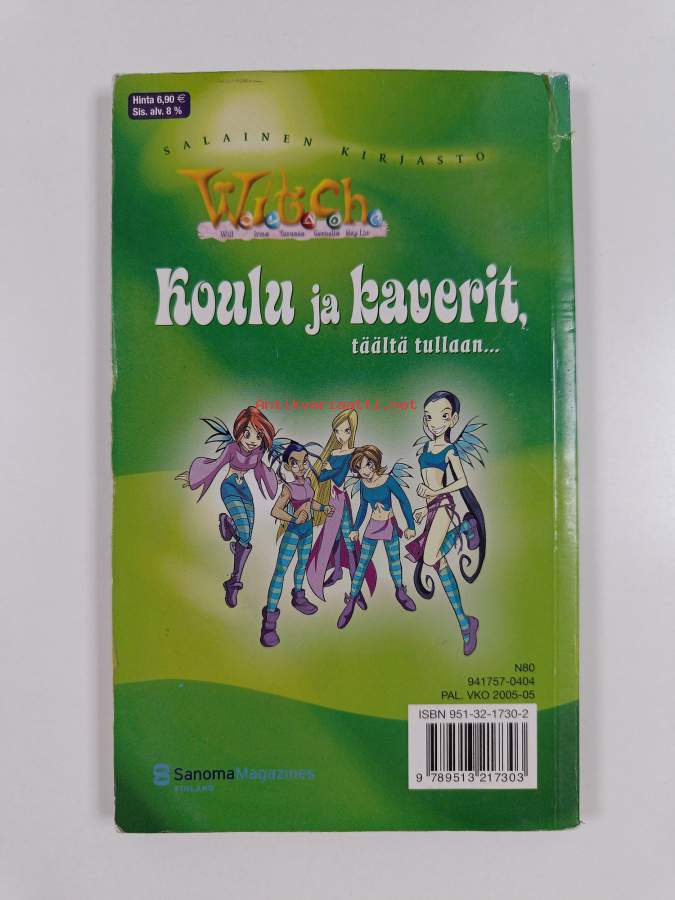 Hinta 6,90 €
Sis. alv. 8 %
SALAINEN KIRJASTO
W.i.t.c.h.
Will Irma Taranee Cornelia Hay Lin
Koulu ja kaverit,
täältä tullaan...
Antikvariaatti.net
N80
941757-0404
PAL. VKO 2005-05
ISBN 951-32-1730-2
9 789513 217303
SanomaMagazines
FINLAND